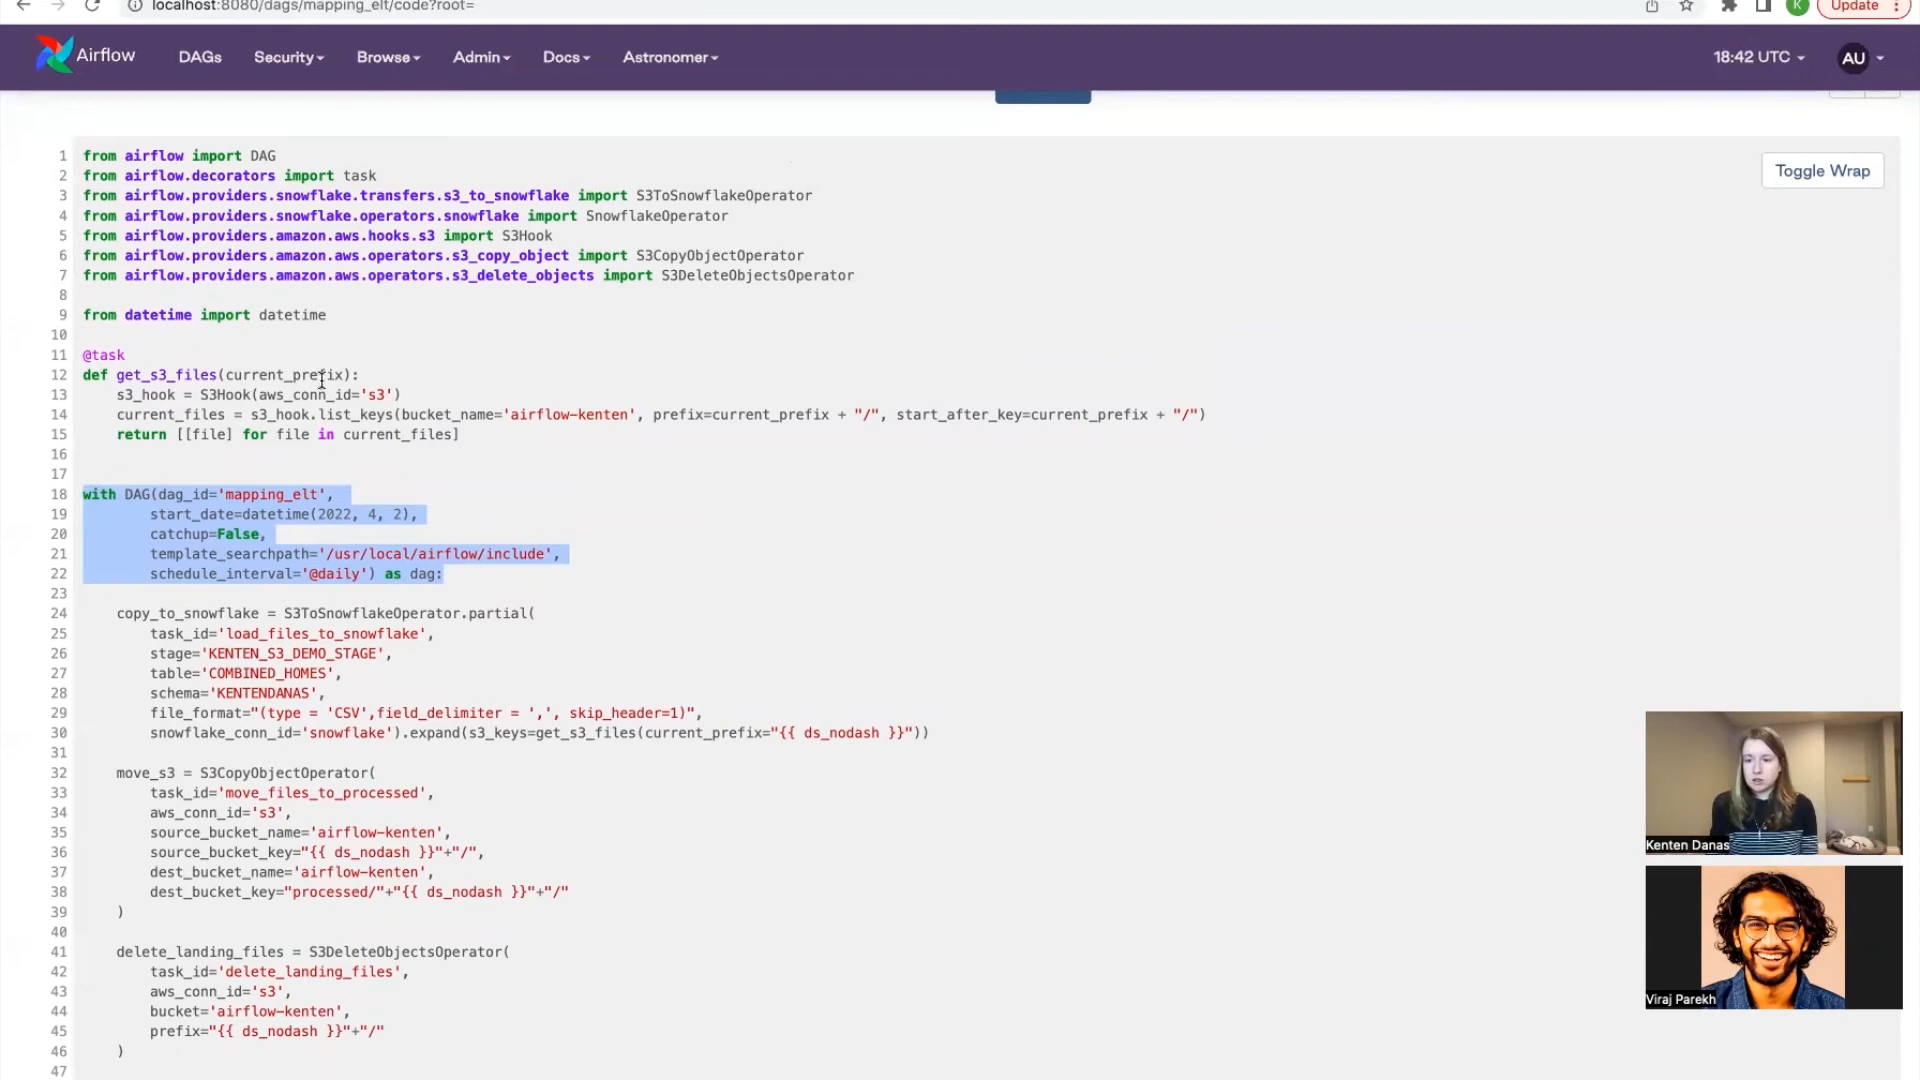 localhost:8080/dags/mapping_elt/code?root=
K
Update
Airflow
DAGs
Security
Browse
Admin
Docs
Astronomer
18:42 UTC
AU
Toggle Wrap
1 from airflow import DAG
2 from airflow.decorators import task
3 from airflow.providers.snowflake.transfers.s3_to_snowflake import S3ToSnowflakeOperator
4 from airflow.providers.snowflake.operators.snowflake import SnowflakeOperator
5 from airflow.providers.amazon.aws.hooks.s3 import S3Hook
6 from airflow.providers.amazon.aws.operators.s3_copy_object import S3CopyObjectOperator
7 from airflow.providers.amazon.aws.operators.s3_delete_objects import S3DeleteObjectsOperator
8
9 from datetime import datetime
10
11 @task
12 def get_s3_files(current_prefix):
13     s3_hook = S3Hook(aws_conn_id='s3')
14     current_files = s3_hook.list_keys(bucket_name='airflow-kenten', prefix=current_prefix + "/", start_after_key=current_prefix + "/")
15     return [[file] for file in current_files]
16
17
18 with DAG(dag_id='mapping_elt',
19         start_date=datetime(2022, 4, 2),
20         catchup=False,
21         template_searchpath='/usr/local/airflow/include',
22         schedule_interval='@daily') as dag:
23
24     copy_to_snowflake = S3ToSnowflakeOperator.partial(
25         task_id='load_files_to_snowflake',
26         stage='KENTEN_S3_DEMO_STAGE',
27         table='COMBINED_HOMES',
28         schema='KENTENDANAS',
29         file_format="(type = 'CSV',field_delimiter = ',', skip_header=1)",
30         snowflake_conn_id='snowflake').expand(s3_keys=get_s3_files(current_prefix="{{ ds_nodash }}"))
31
32     move_s3 = S3CopyObjectOperator(
33         task_id='move_files_to_processed',
34         aws_conn_id='s3',
35         source_bucket_name='airflow-kenten',
36         source_bucket_key="{{ ds_nodash }}"+"/",
37         dest_bucket_name='airflow-kenten',
38         dest_bucket_key="processed/"+"{{ ds_nodash }}"+"/"
39     )
40
41     delete_landing_files = S3DeleteObjectsOperator(
42         task_id='delete_landing_files',
43         aws_conn_id='s3',
44         bucket='airflow-kenten',
45         prefix="{{ ds_nodash }}"+"/"
46     )
47
Kenten Danas
Viraj Parekh